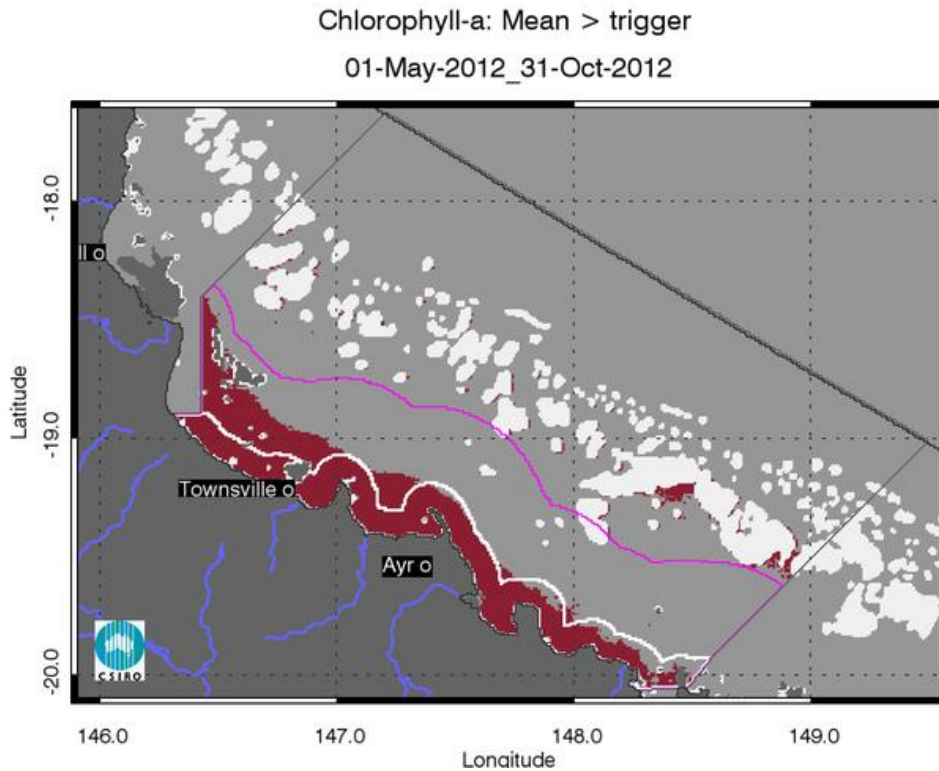 Chlorophyll-a: Mean > trigger
01-May-2012_31-Oct-2012
-18.0
ll o
Latitude
-19.0
Townsville o
Ayr o
CSIRO
-20.0
146.0 147.0 148.0 149.0
Longitude